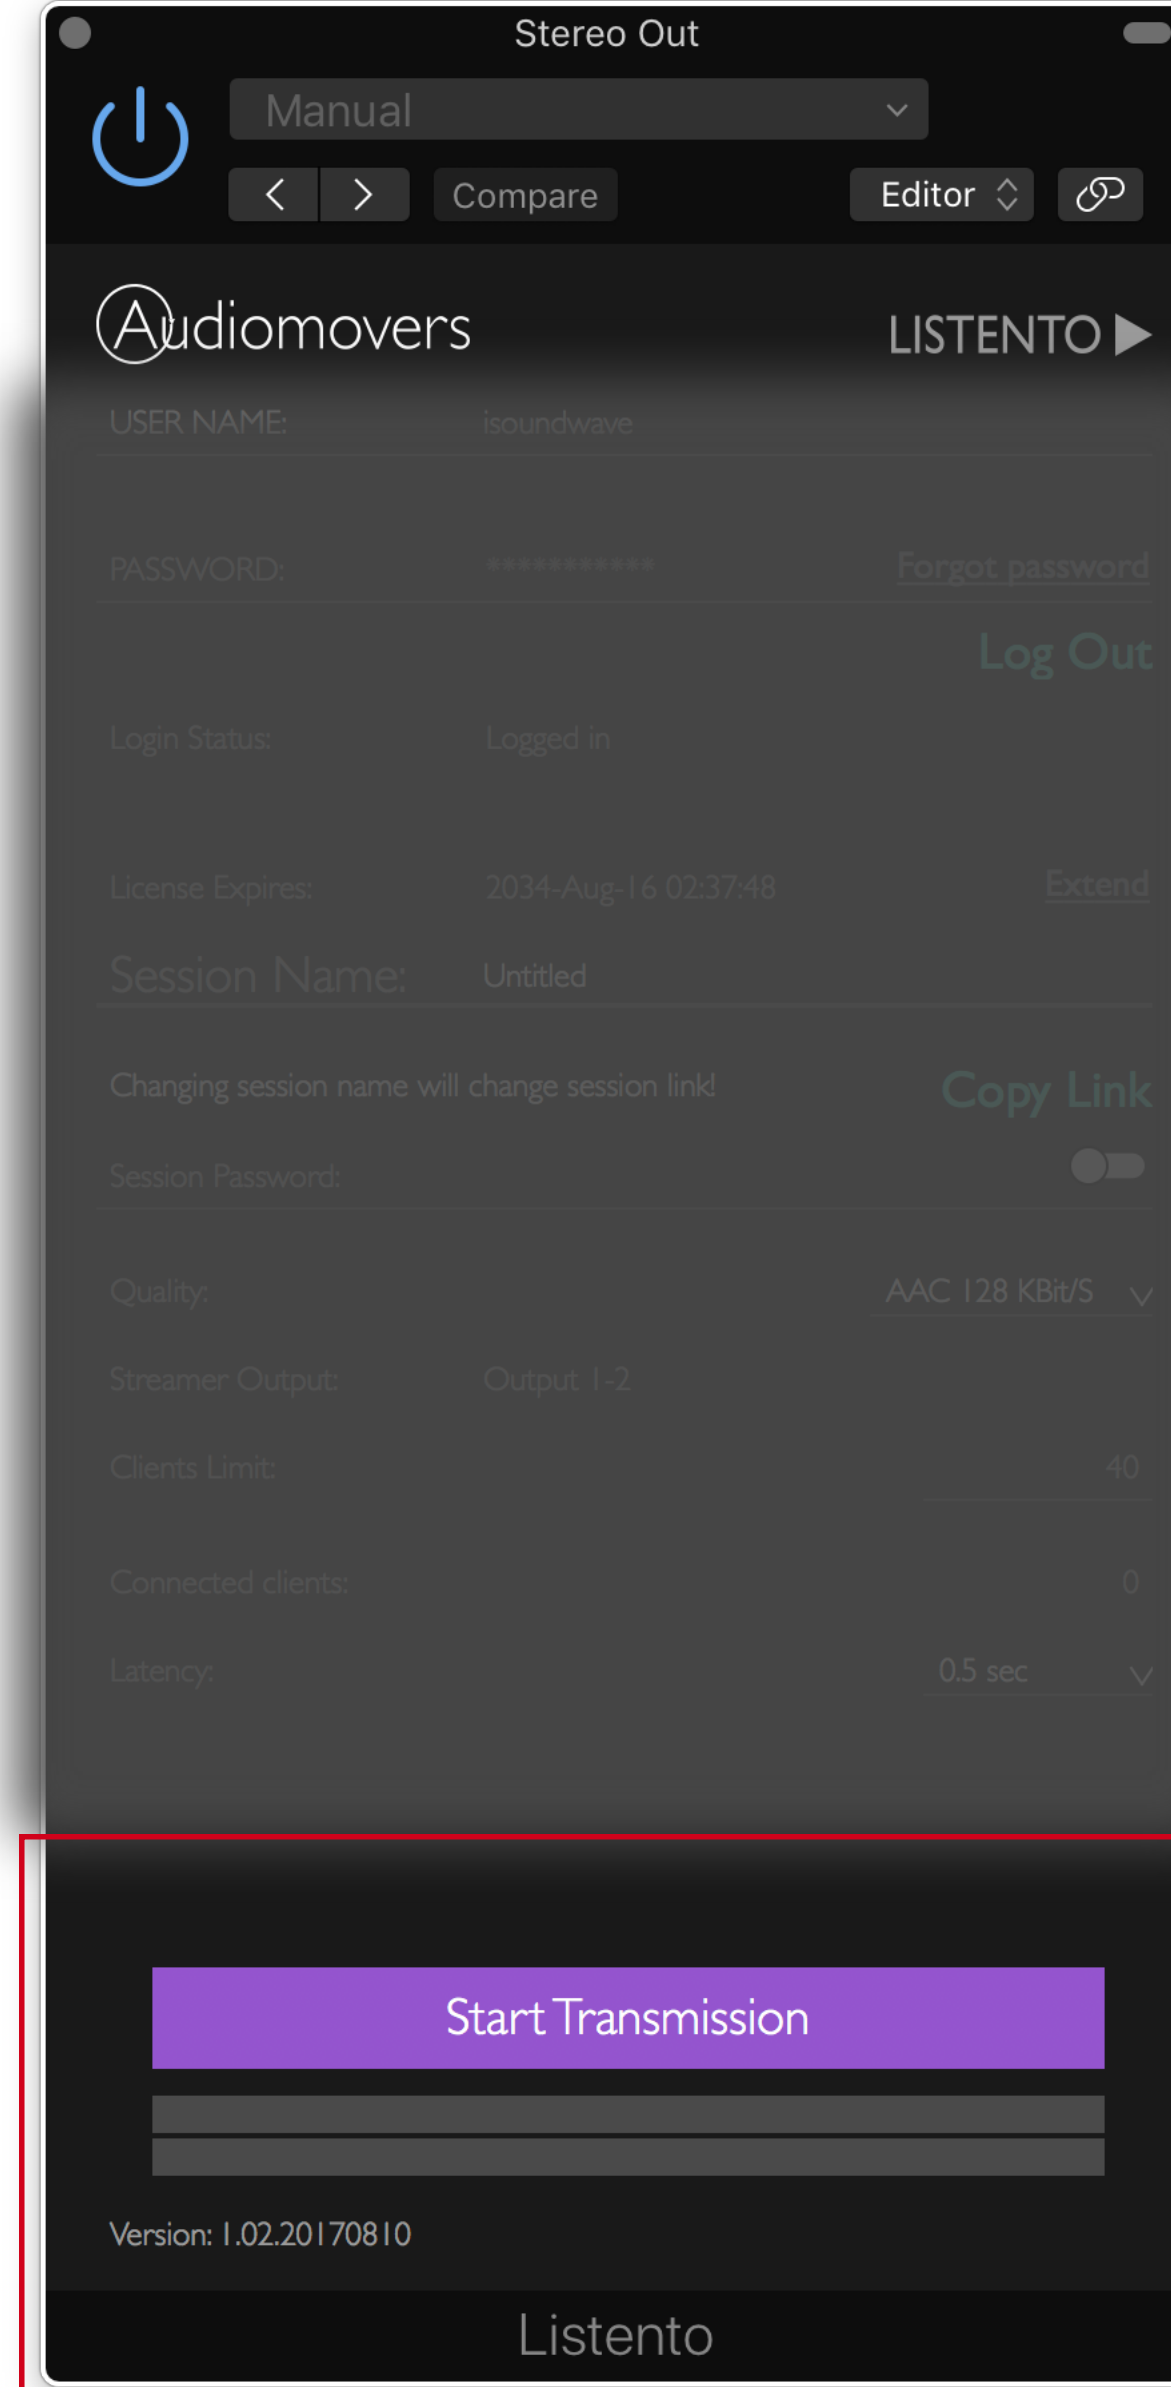 Stereo Out
Manual
Compare
Editor
Audiomovers
LISTENTO
USER NAME: isoundwave
PASSWORD: *********** Forgot password
Log Out
Login Status: Logged in
License Expires: 2034-Aug-16 02:37:48 Extend
Session Name: Untitled
Changing session name will change session link! Copy Link
Session Password:
Quality: AAC 128 KBit/S
Streamer Output: Output 1-2
Clients Limit: 40
Connected clients: 0
Latency: 0.5 sec
Start Transmission
Version: 1.02.20170810
Listento